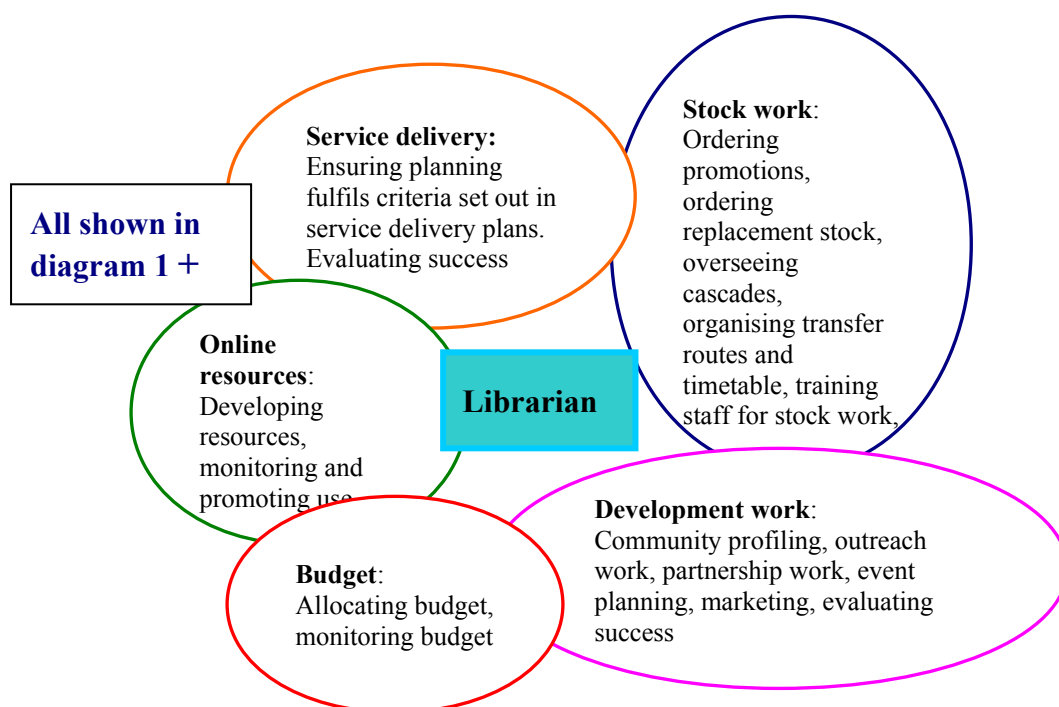 All shown in
diagram 1 +
Service delivery:
Ensuring planning
fulfils criteria set out in
service delivery plans.
Evaluating success
Stock work:
Ordering
promotions,
ordering
replacement stock,
overseeing
cascades,
organising transfer
routes and
timetable, training
staff for stock work,
Online
resources:
Developing
resources,
monitoring and
promoting use
Librarian
Budget:
Allocating budget,
monitoring budget
Development work:
Community profiling, outreach
work, partnership work, event
planning, marketing, evaluating
success